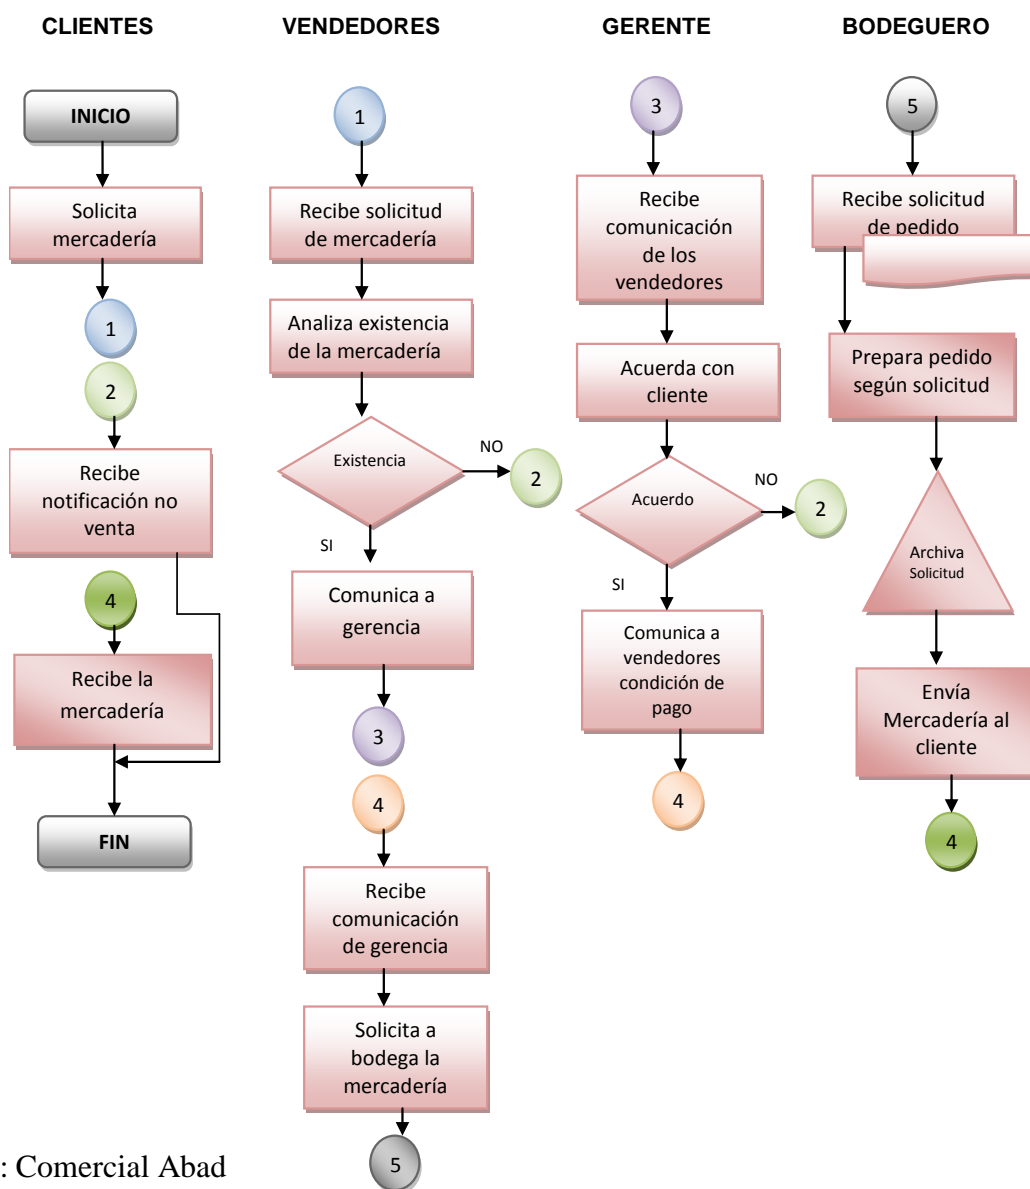 CLIENTES
VENDEDORES
GERENTE
BODEGUERO
INICIO
Solicita
mercadería
1
2
Recibe
notificación no
venta
4
Recibe la
mercadería
FIN
1
Recibe solicitud
de mercadería
Analiza existencia
de la mercadería
Existencia
NO
2
SI
Comunica a
gerencia
3
4
Recibe
comunicación
de gerencia
Solicita a
bodega la
mercadería
5
3
Recibe
comunicación
de los
vendedores
Acuerda con
cliente
Acuerdo
NO
2
SI
Comunica a
vendedores
condición de
pago
4
5
Recibe solicitud
de pedido
Prepara pedido
según solicitud
Archiva
Solicitud
Envía
Mercadería al
cliente
4
: Comercial Abad